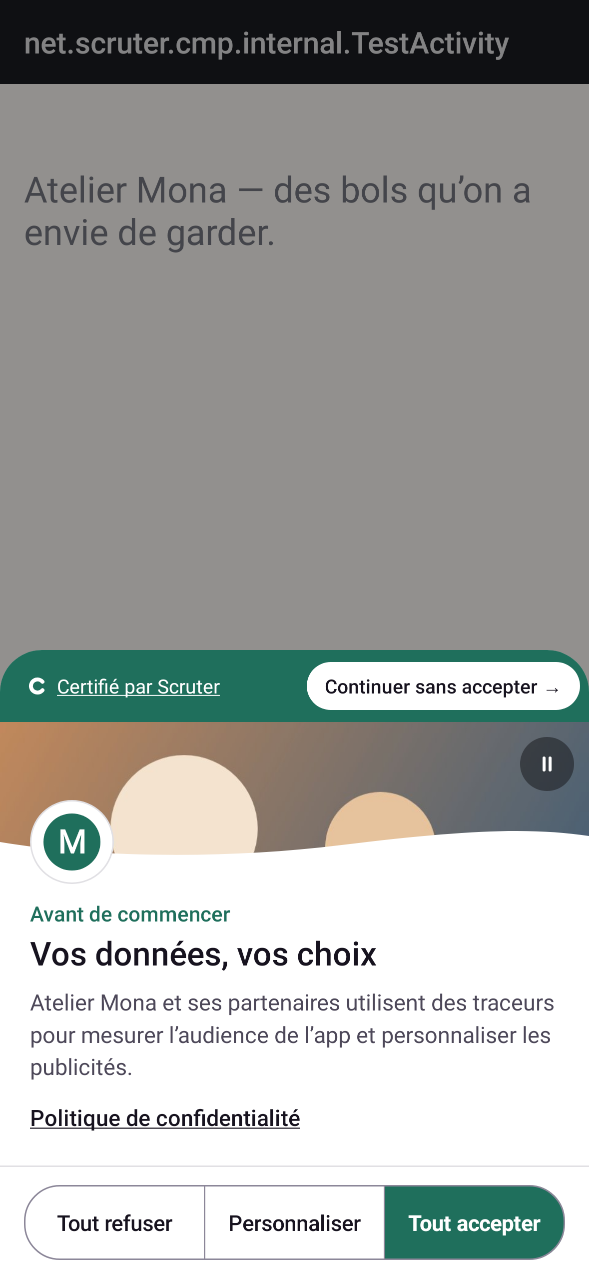 net.scruter.cmp.internal.TestActivity
Atelier Mona — des bols qu’on a
envie de garder.
C Certifié par Scruter
Continuer sans accepter →
M
Avant de commencer
Vos données, vos choix
Atelier Mona et ses partenaires utilisent des traceurs
pour mesurer l’audience de l’app et personnaliser les
publicités.
Politique de confidentialité
Tout refuser
Personnaliser
Tout accepter